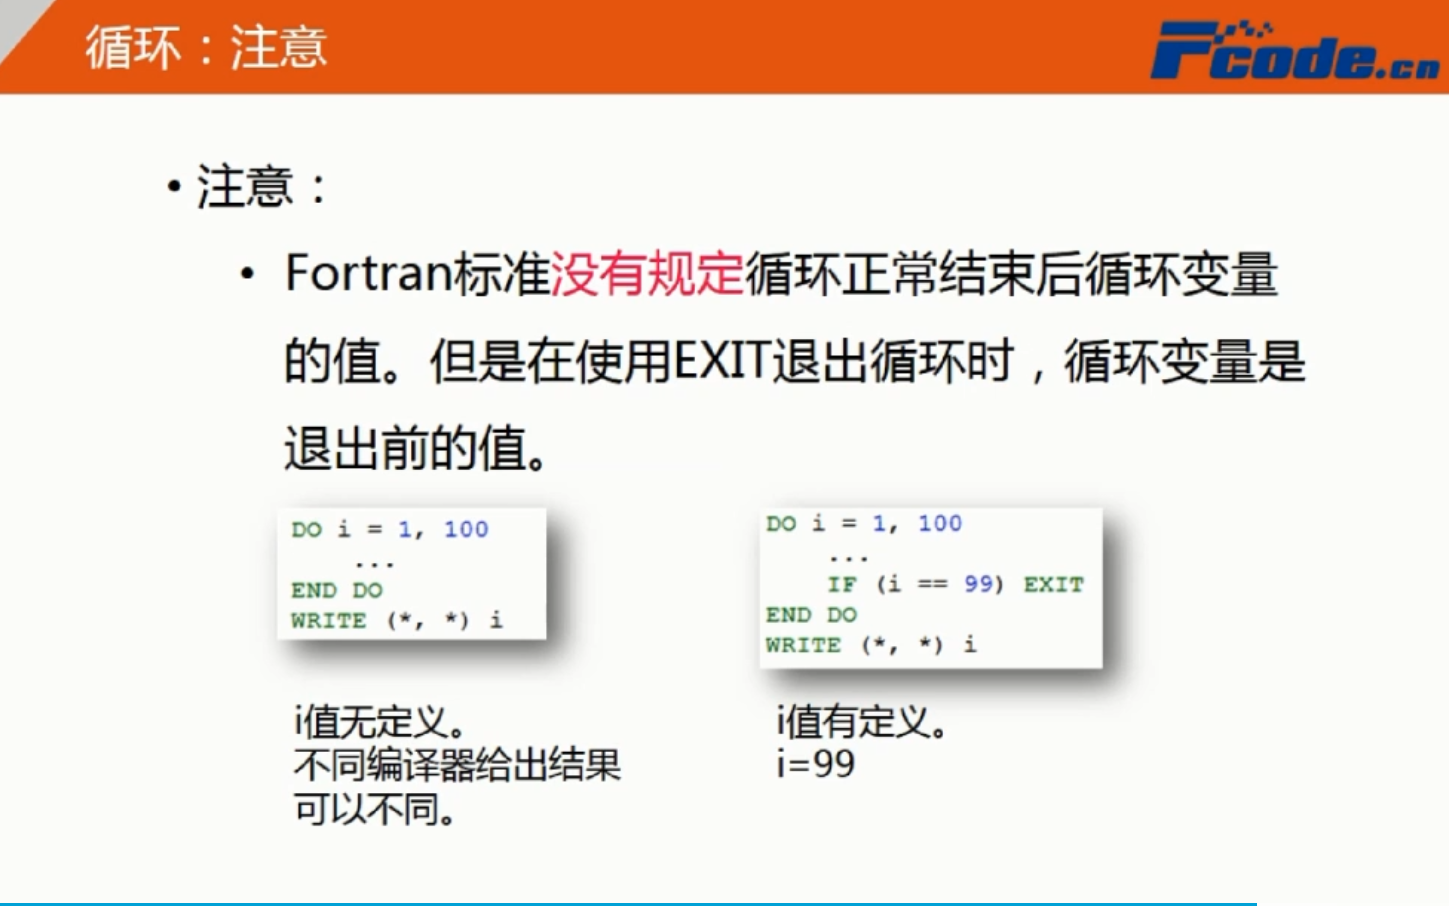 循环：注意
Fcode.cn
•注意：
• Fortran标准没有规定循环正常结束后循环变量
的值。但是在使用EXIT退出循环时，循环变量是
退出前的值。
DO i = 1, 100
...
END DO
WRITE (*, *) i
i值无定义。
不同编译器给出结果
可以不同。
DO i = 1, 100
...
IF (i == 99) EXIT
END DO
WRITE (*, *) i
i值有定义。
i=99